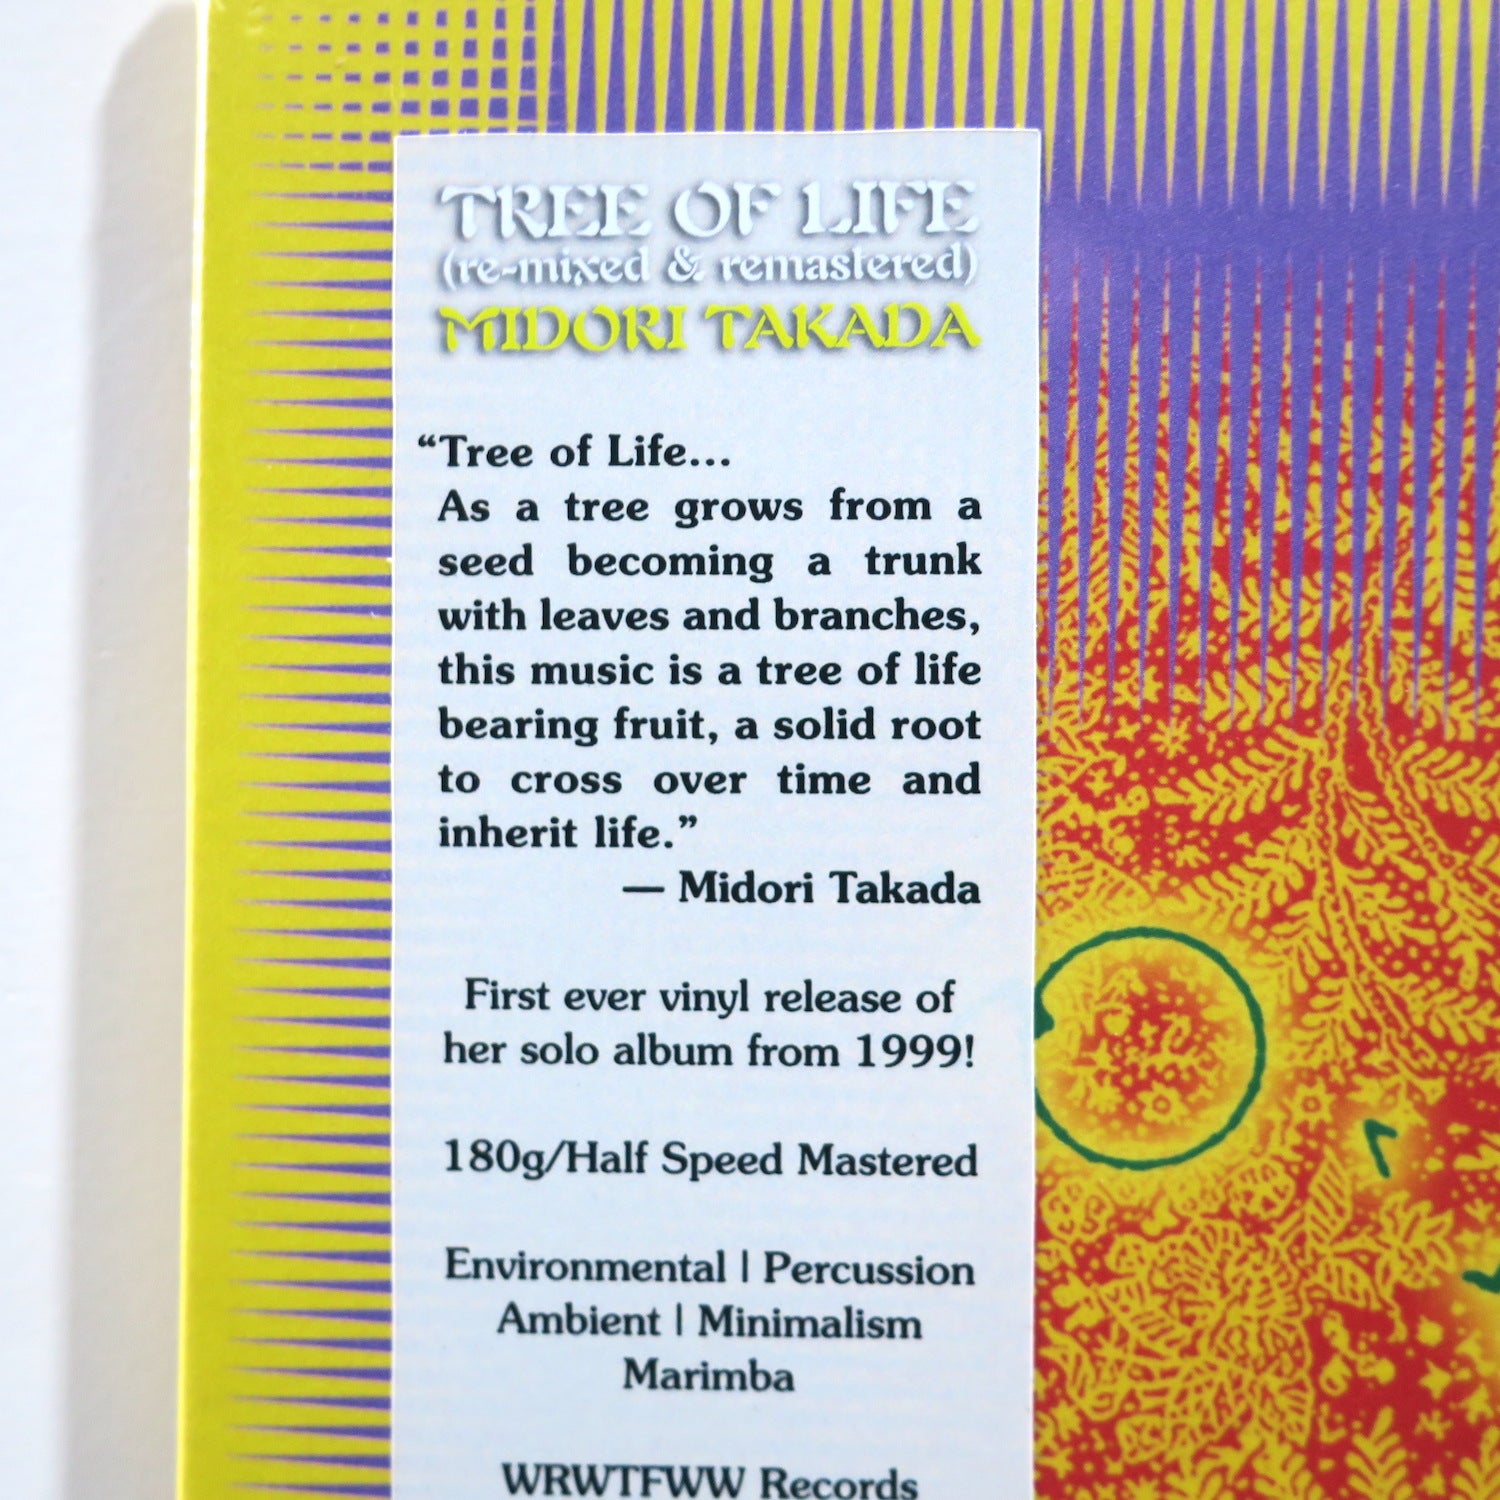 TREE OF LIFE
(re-mixed & remastered)
MIDORI TAKADA
“Tree of Life...
As a tree grows from a
seed becoming a trunk
with leaves and branches,
this music is a tree of life
bearing fruit, a solid root
to cross over time and
inherit life.”
— Midori Takada
First ever vinyl release of
her solo album from 1999!
180g/Half Speed Mastered
Environmental | Percussion
Ambient | Minimalism
Marimba
WRWTFWW Records